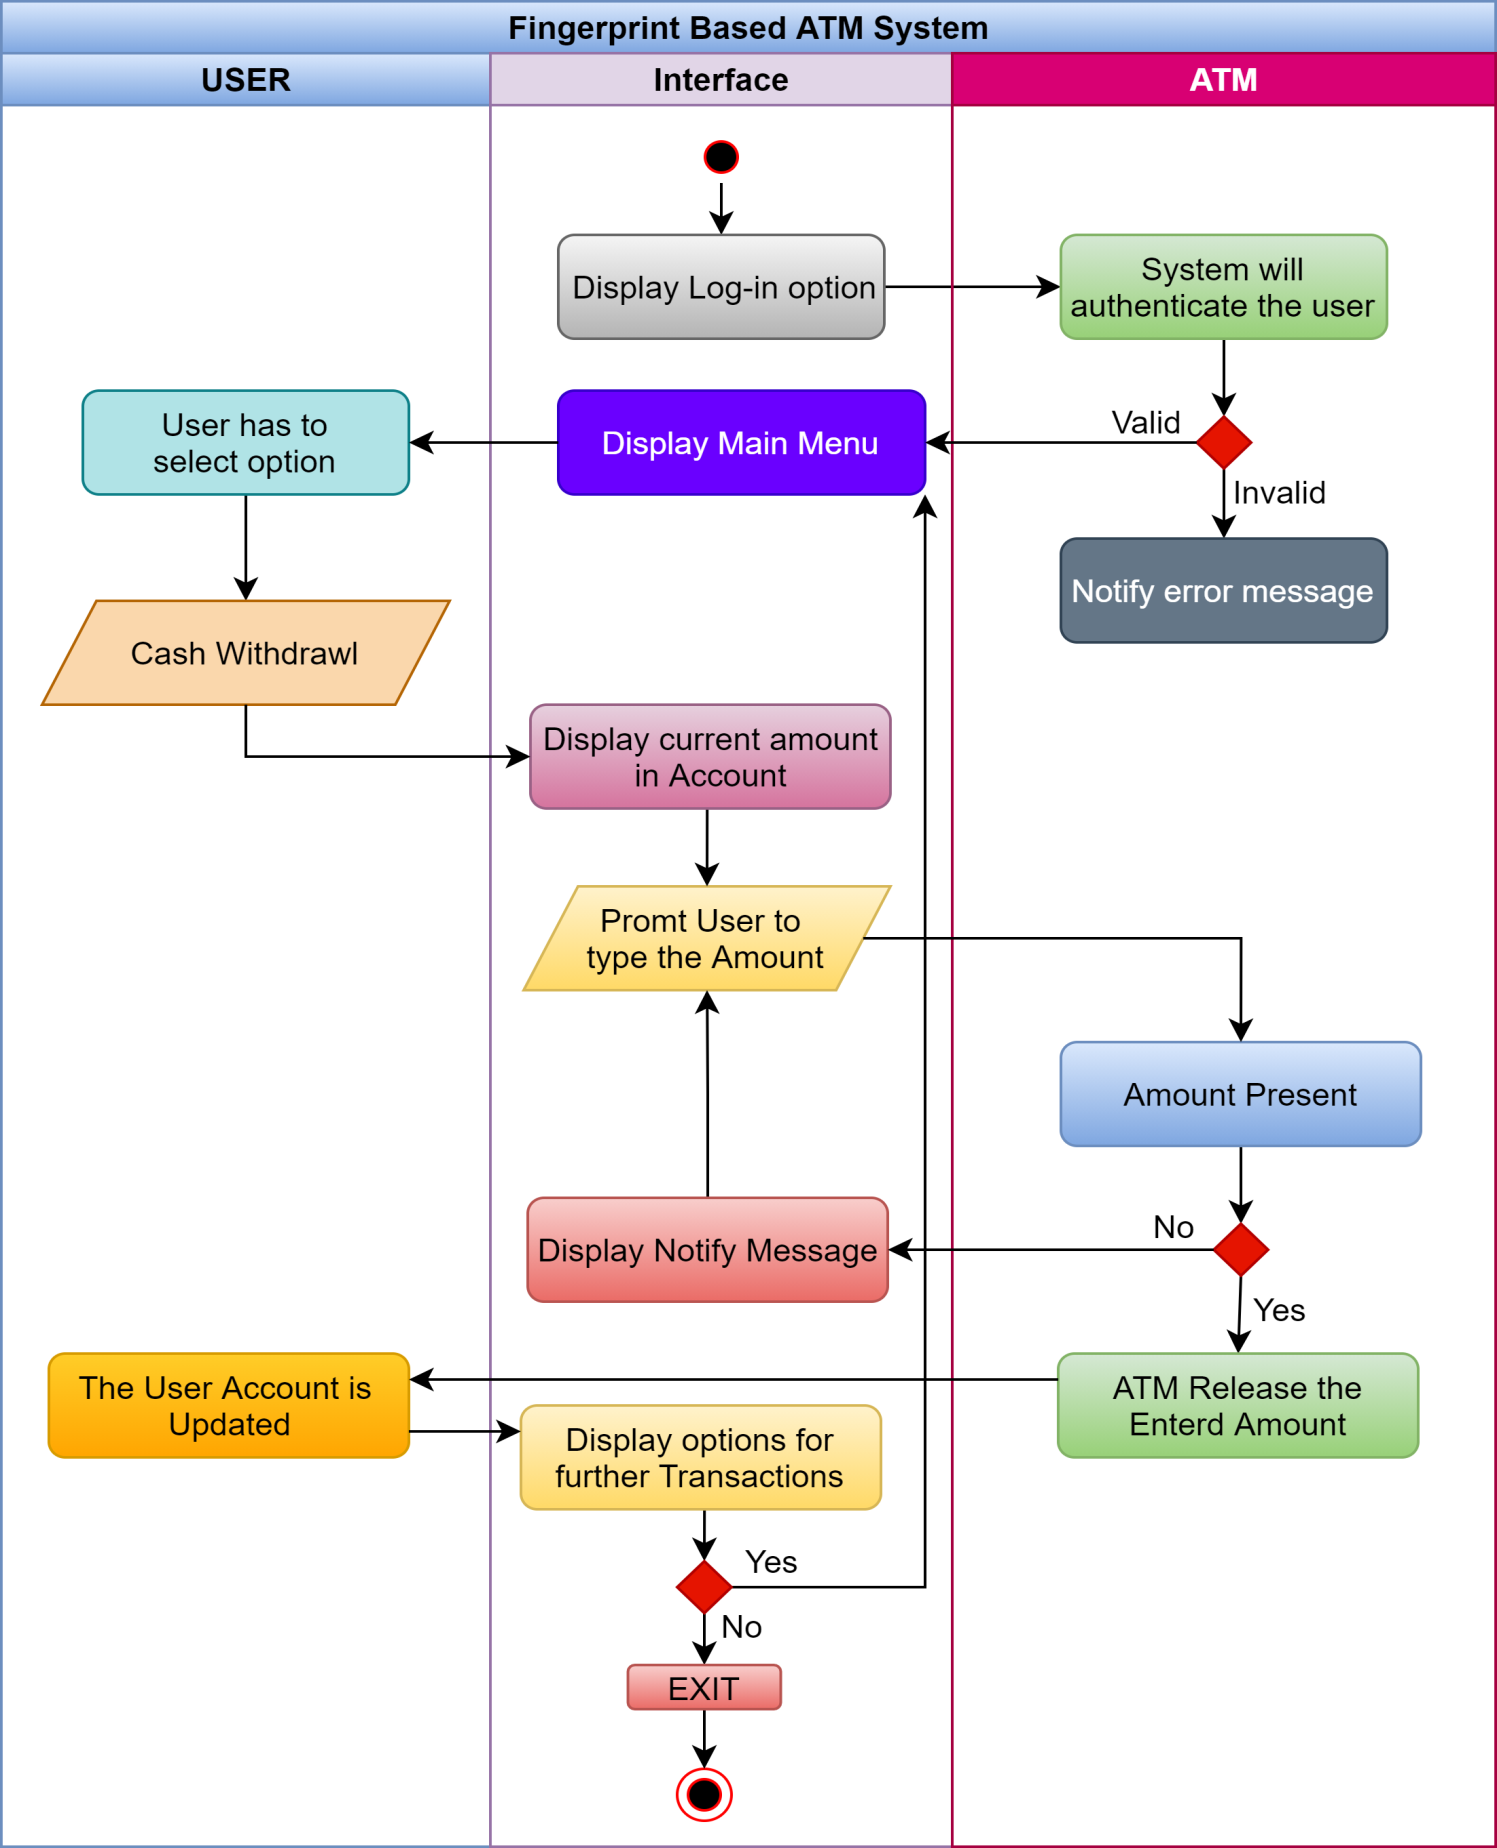 Fingerprint Based ATM System
USER
Interface
ATM
Display Log-in option
System will
authenticate the user
Valid
Invalid
Display Main Menu
User has to
select option
Notify error message
Cash Withdrawl
Display current amount
in Account
Promt User to
type the Amount
Amount Present
No
Yes
Display Notify Message
ATM Release the
Enterd Amount
The User Account is
Updated
Display options for
further Transactions
Yes
No
EXIT